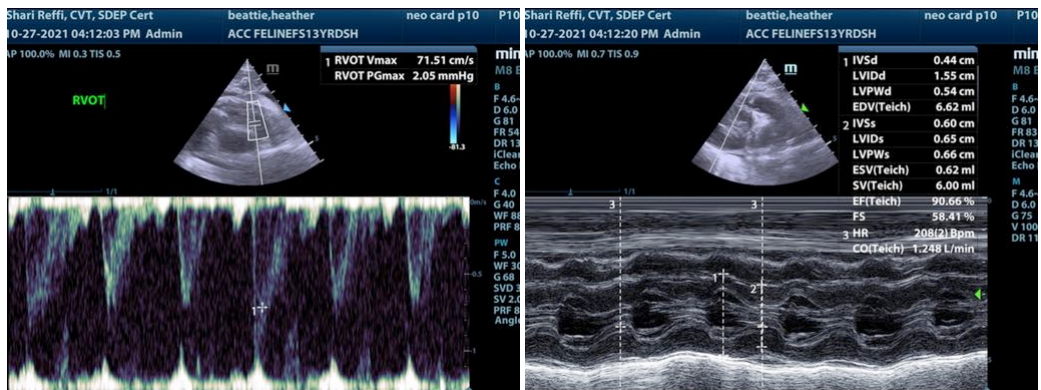 Shari Reffi, CVT, SDEP Cert beattie,heather neo card p10 P10
10-27-2021 04:12:03 PM Admin ACC FELINEFS13YRDSH
AP 100.0% MI 0.3 TIS 0.5
RVOT
1 RVOT Vmax 71.51 cm/s
RVOT PGmax 2.05 mmHg
m
5
-81.3
min
M8 E
B
F 4.6-
D 6.0
G 81
FR 54
DR 13
iClear
Echo
C
F 4.0
G 40
WF 88
PRF 8
PW
F 5.0
WF 30
G 68
SVD 3
SV 2.0
PRF 8
Angle
1/1
0m/s
-0.5
-1
1
Shari Reffi, CVT, SDEP Cert beattie,heather neo card p10 P10
10-27-2021 04:12:20 PM Admin ACC FELINEFS13YRDSH
AP 100.0% MI 0.7 TIS 0.9
m
5
1 IVSd 0.44 cm
LVIDd 1.55 cm
LVPWd 0.54 cm
EDV(Teich) 6.62 ml
2 IVSs 0.60 cm
LVIDs 0.65 cm
LVPWs 0.66 cm
ESV(Teich) 0.62 ml
SV(Teich) 6.00 ml
EF(Teich) 90.66 %
FS 58.41 %
3 HR 208(2) Bpm
CO(Teich) 1.248 L/min
min
M8 E
B
F 4.6-
D 6.0
G 81
FR 83
DR 13
iClear
Echo
M
F 4.6-
D 6.0
G 75
V 100
DR 11
1/1
3 3
1 2